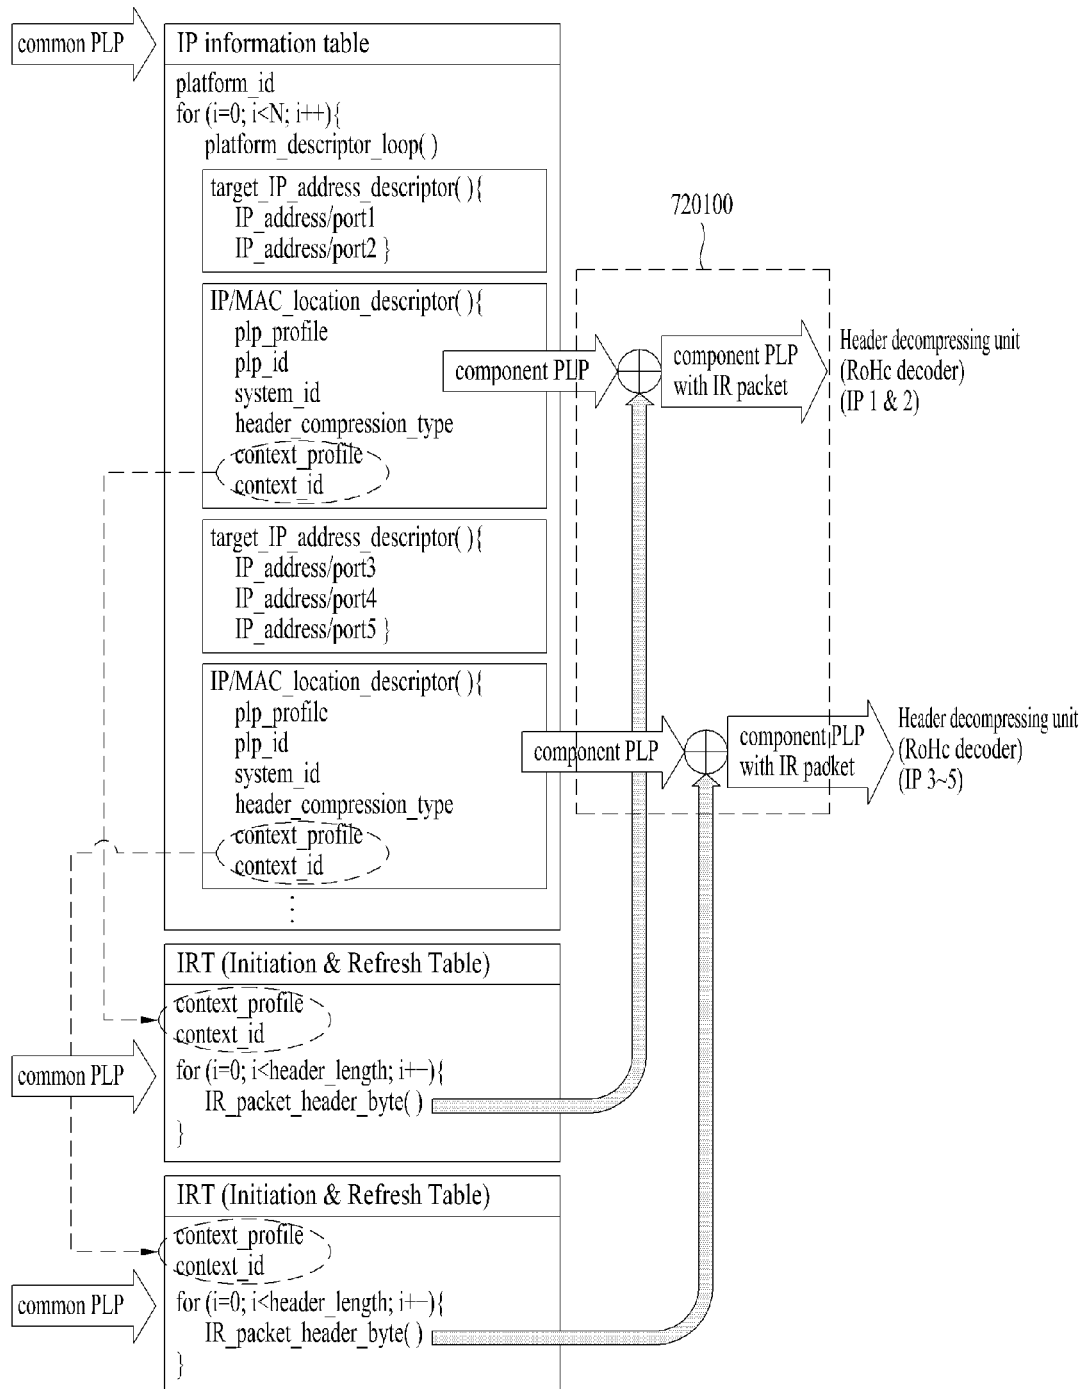 common PLP
IP information table
platform_id
for (i=0; i<N; i++){
platform_descriptor_loop( )
target_IP_address_descriptor( ){
IP_address/port1
IP_address/port2 }
IP/MAC_location_descriptor( ){
plp_profile
plp_id
system_id
header_compression_type
context_profile
context_id
target_IP_address_descriptor( ){
IP_address/port3
IP_address/port4
IP_address/port5 }
IP/MAC_location_descriptor( ){
plp_profile
plp_id
system_id
header_compression_type
context_profile
context_id
⋮
720100
component PLP
component PLP
with IR packet
Header decompressing unit
(RoHc decoder)
(IP 1 & 2)
component PLP
component PLP
with IR packet
Header decompressing unit
(RoHc decoder)
(IP 3~5)
IRT (Initiation & Refresh Table)
context_profile
context_id
common PLP
for (i=0; i<header_length; i++){
IR_packet_header_byte( )
}
IRT (Initiation & Refresh Table)
context_profile
context_id
common PLP
for (i=0; i<header_length; i++){
IR_packet_header_byte( )
}